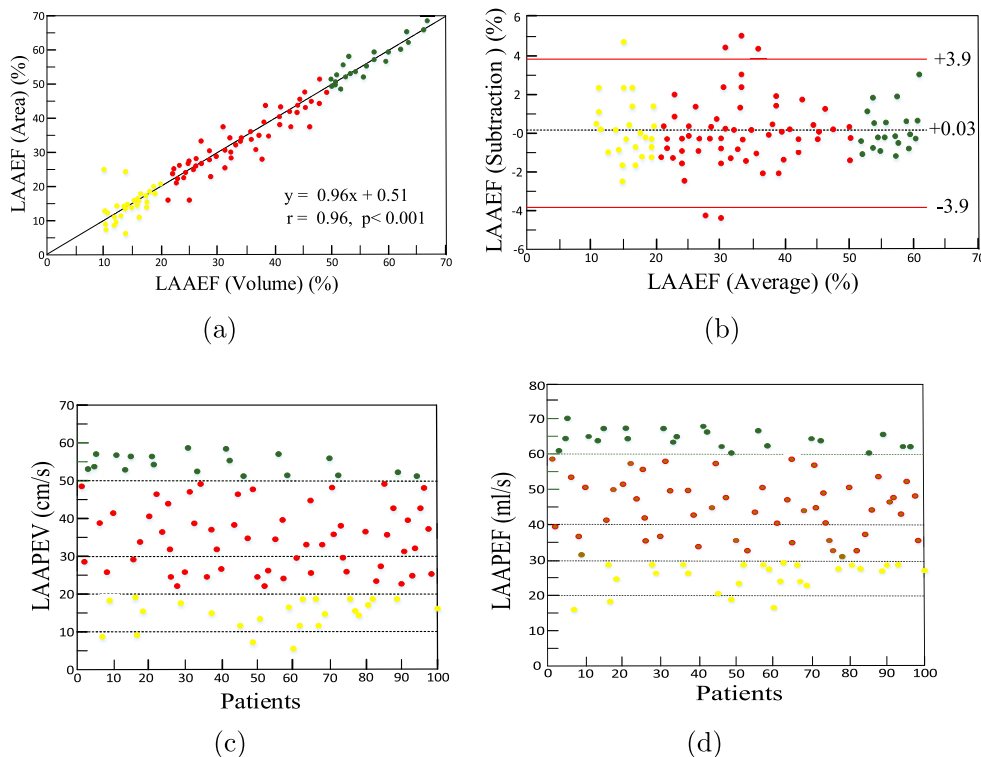 70
60
50
40
30
20
10
0
LAAEF (Area) (%)
y = 0.96x + 0.51
r = 0.96, p< 0.001
0 10 20 30 40 50 60 70
LAAEF (Volume) (%)
(a)
6
4
2
-0
-2
-4
-6
LAAEF (Subtraction ) (%)
+3.9
+0.03
-3.9
0 10 20 30 40 50 60 70
LAAEF (Average) (%)
(b)
70
60
50
40
30
20
10
0
LAAPEV (cm/s)
0 10 20 30 40 50 60 70 80 90 100
Patients
(c)
80
70
60
50
40
30
20
10
0
LAAPEF (ml/s)
0 10 20 30 40 50 60 70 80 90 100
Patients
(d)